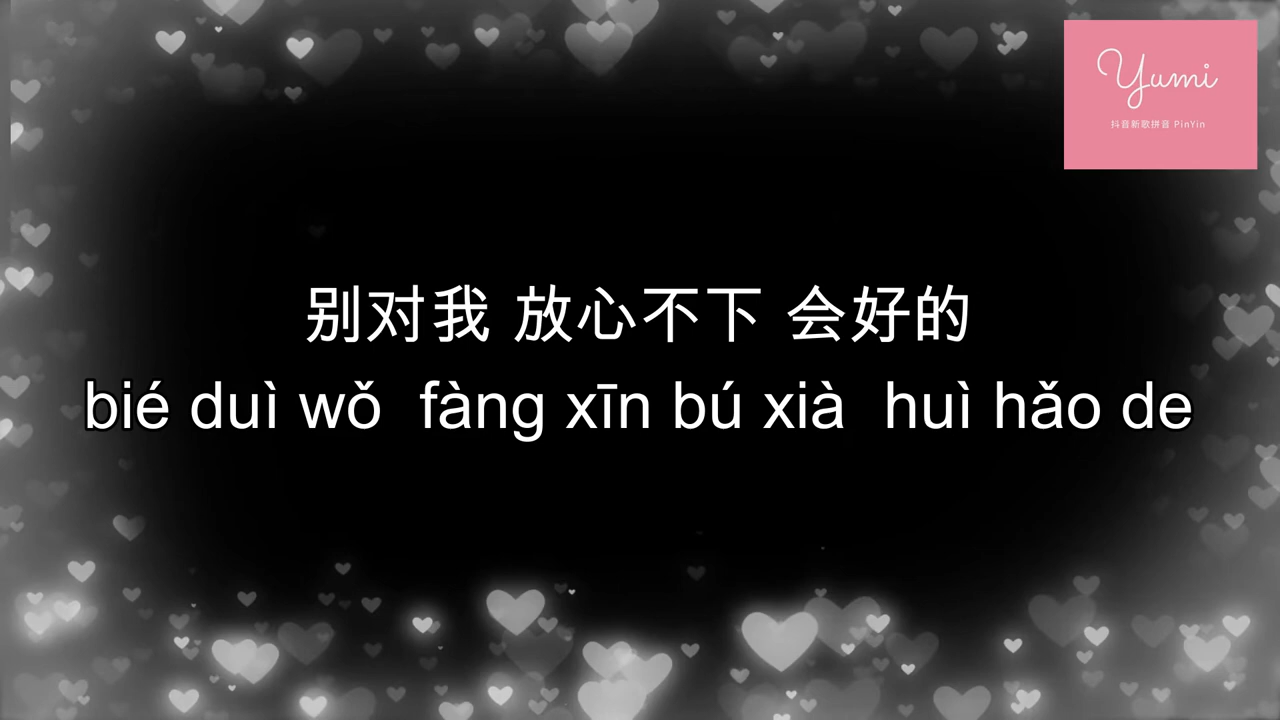 Yumi
抖音新歌拼音 PinYin
别对我 放心不下 会好的
bié duì wǒ  fàng xīn bú xià  huì hǎo de